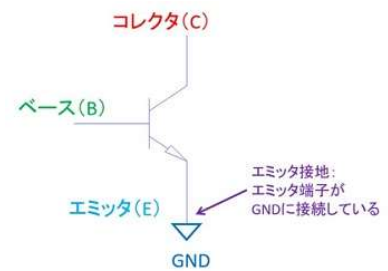 コレクタ(C)
ベース(B)
エミッタ接地:
エミッタ端子が
GNDに接続している
エミッタ(E)
GND